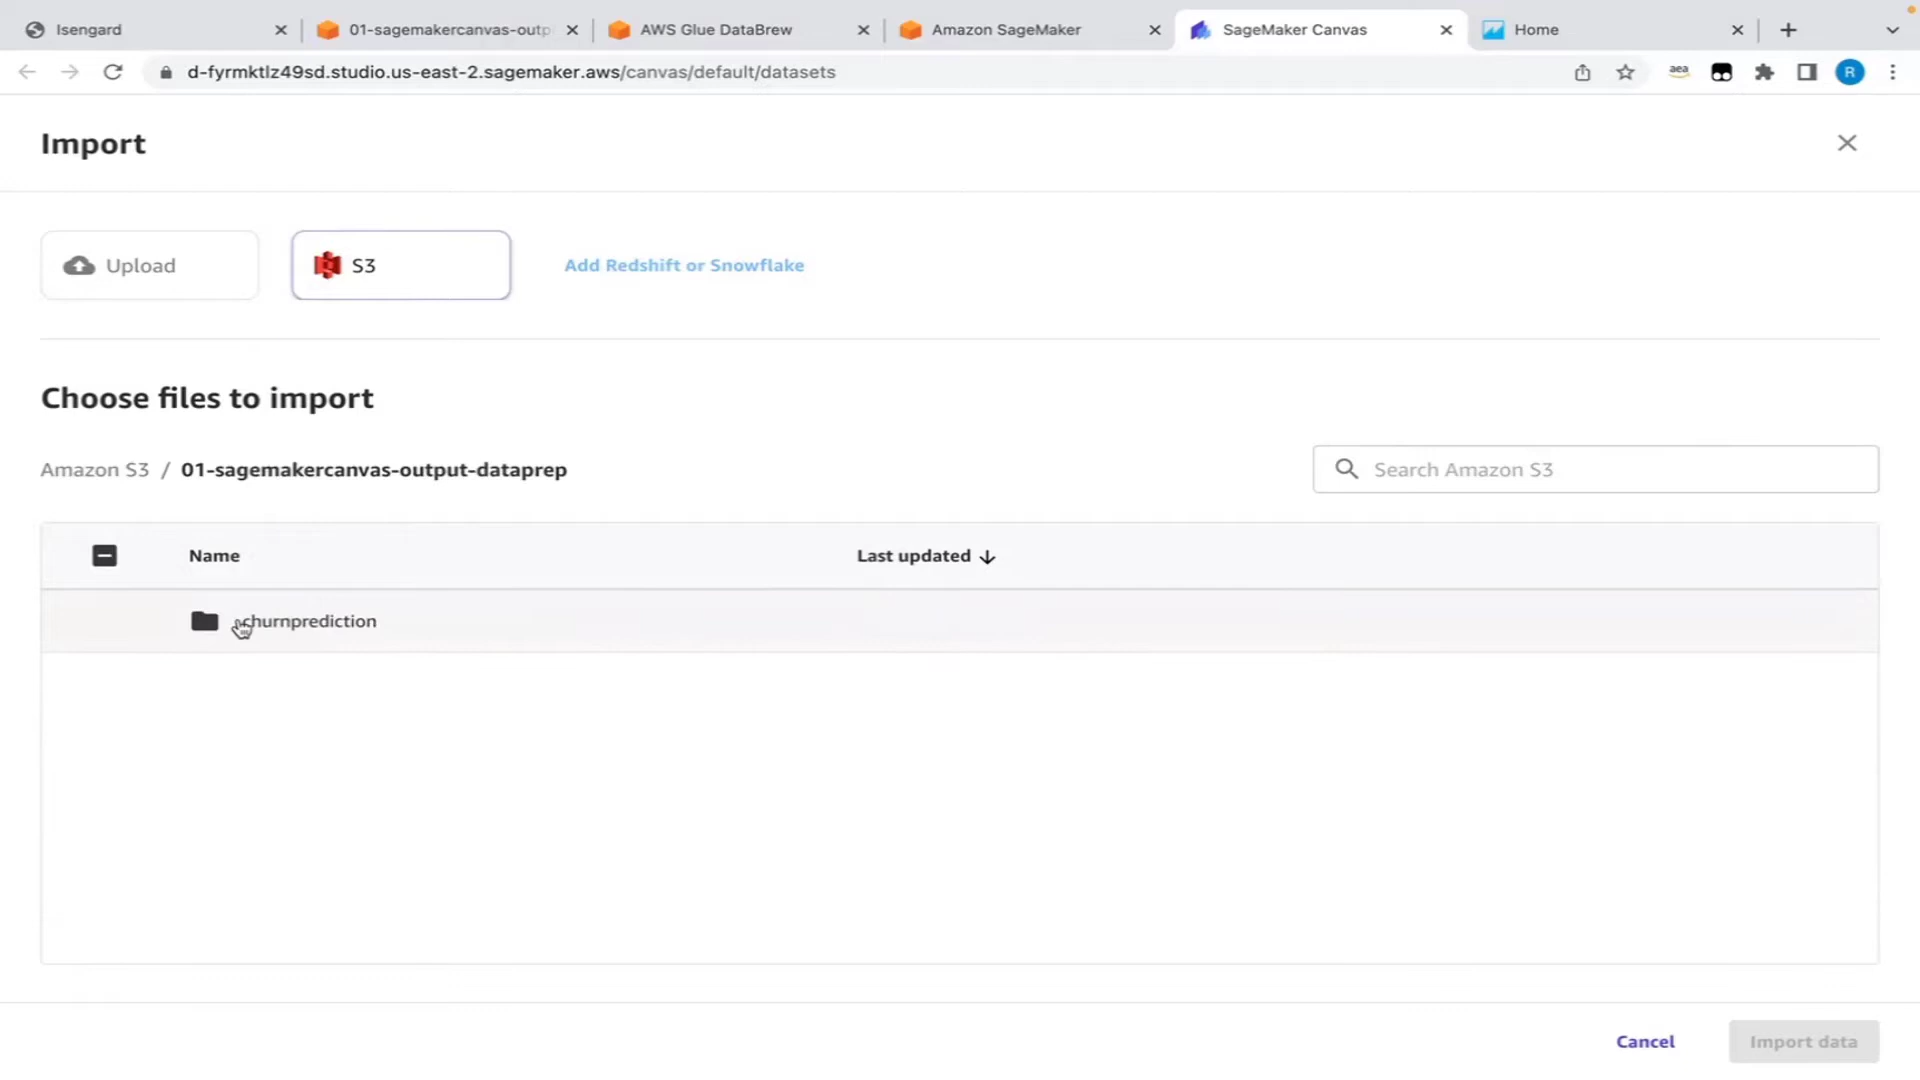 Isengard
01-sagemakercanvas-outp
AWS Glue DataBrew
Amazon SageMaker
SageMaker Canvas
Home
d-fyrmktlz49sd.studio.us-east-2.sagemaker.aws/canvas/default/datasets
aea
R
Import
Upload
S3
Add Redshift or Snowflake
Choose files to import
Amazon S3 / 01-sagemakercanvas-output-dataprep
Search Amazon S3
Name
Last updated
churnprediction
Cancel
Import data